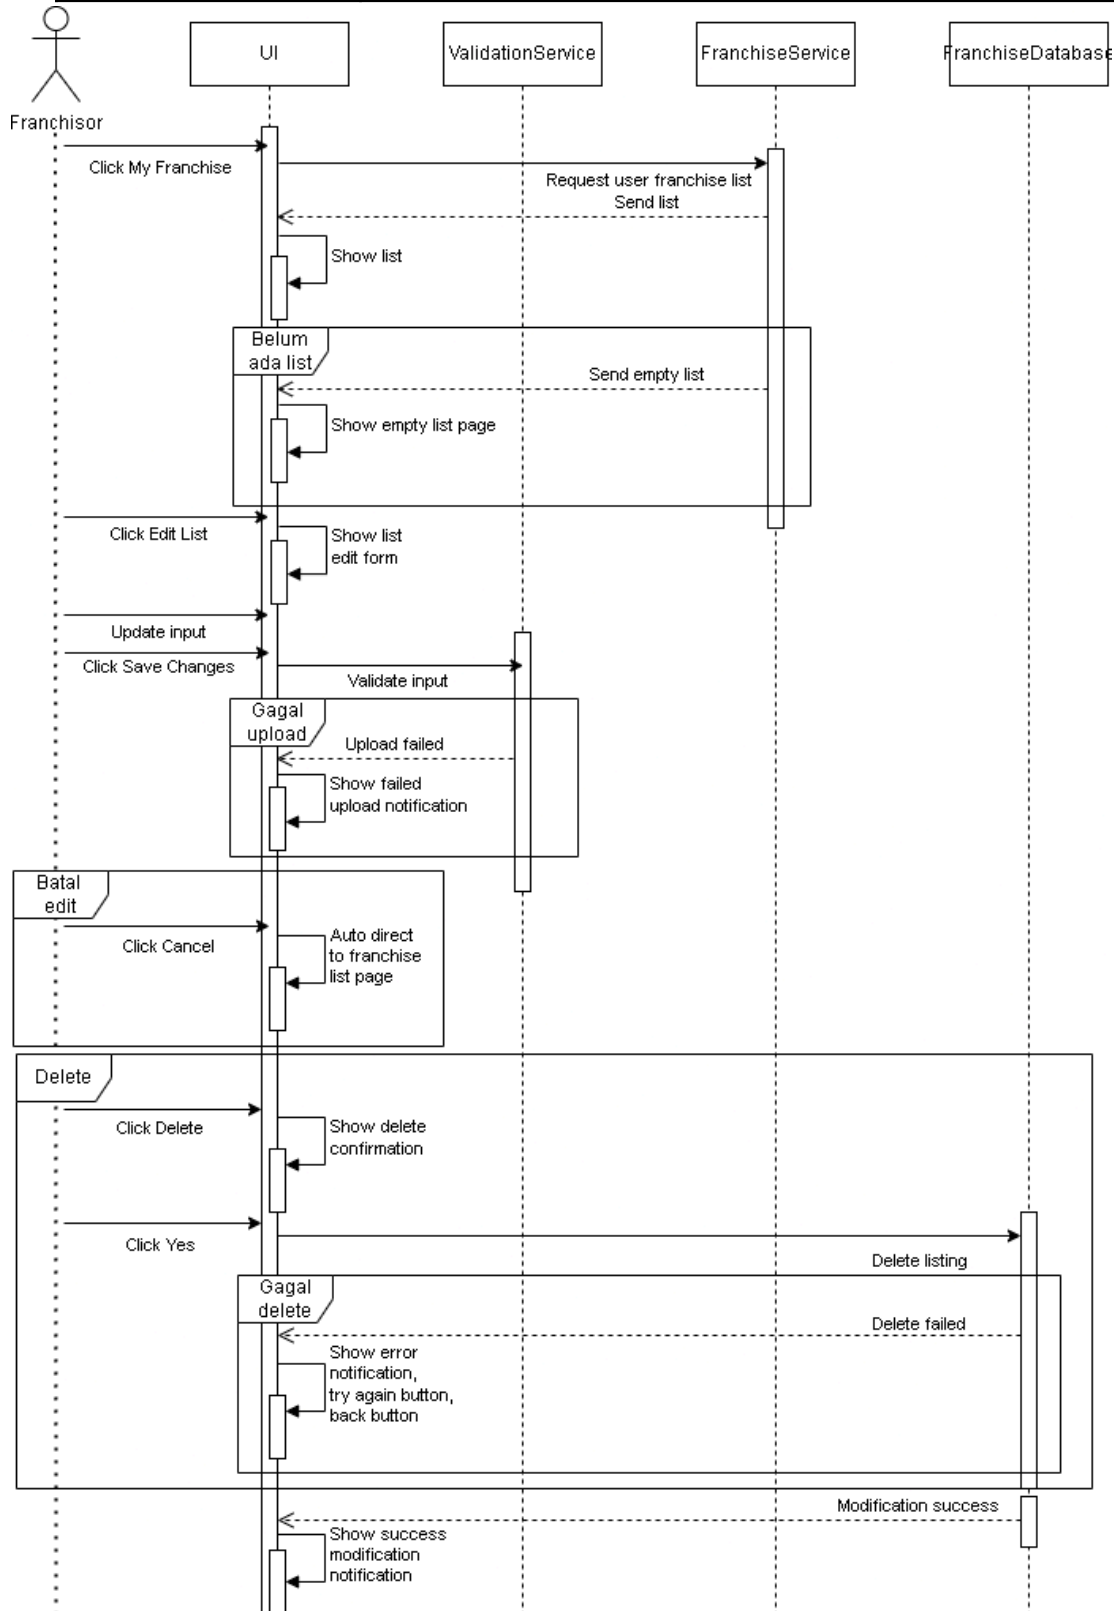 UI
ValidationService
FranchiseService
FranchiseDatabase
Franchisor
Click My Franchise
Request user franchise list
Send list
Show list
Belum
ada list
Send empty list
Show empty list page
Click Edit List
Show list
edit form
Update input
Click Save Changes
Validate input
Gagal
upload
Upload failed
Show failed
upload notification
Batal
edit
Click Cancel
Auto direct
to franchise
list page
Delete
Click Delete
Show delete
confirmation
Click Yes
Delete listing
Gagal
delete
Delete failed
Show error
notification,
try again button,
back button
Modification success
Show success
modification
notification